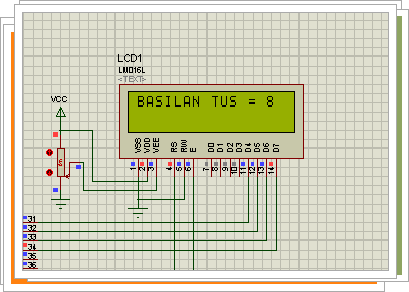 LCD1
LM016L
<TEXT>
VCC
BASILAN TUS = 8
VSS
VDD
VEE
RS
RW
E
D0
D1
D2
D3
D4
D5
D6
D7
1
2
3
4
5
6
7
8
9
10
11
12
13
14
31
32
33
34
35
36